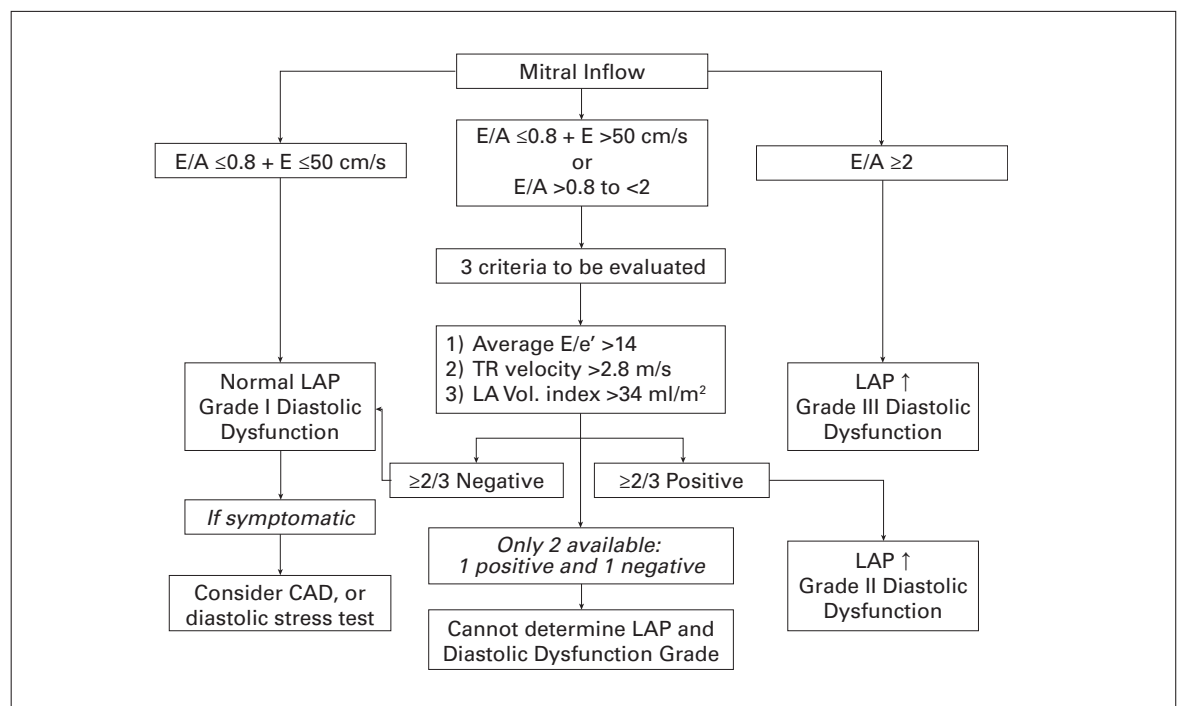 Mitral Inflow
E/A ≤0.8 + E ≤50 cm/s
E/A ≤0.8 + E >50 cm/s
or
E/A >0.8 to <2
E/A ≥2
3 criteria to be evaluated
1) Average E/e’ >14
2) TR velocity >2.8 m/s
3) LA Vol. index >34 ml/m²
Normal LAP
Grade I Diastolic
Dysfunction
LAP ↑
Grade III Diastolic
Dysfunction
≥2/3 Negative
≥2/3 Positive
If symptomatic
Only 2 available:
1 positive and 1 negative
LAP ↑
Grade II Diastolic
Dysfunction
Consider CAD, or
diastolic stress test
Cannot determine LAP and
Diastolic Dysfunction Grade